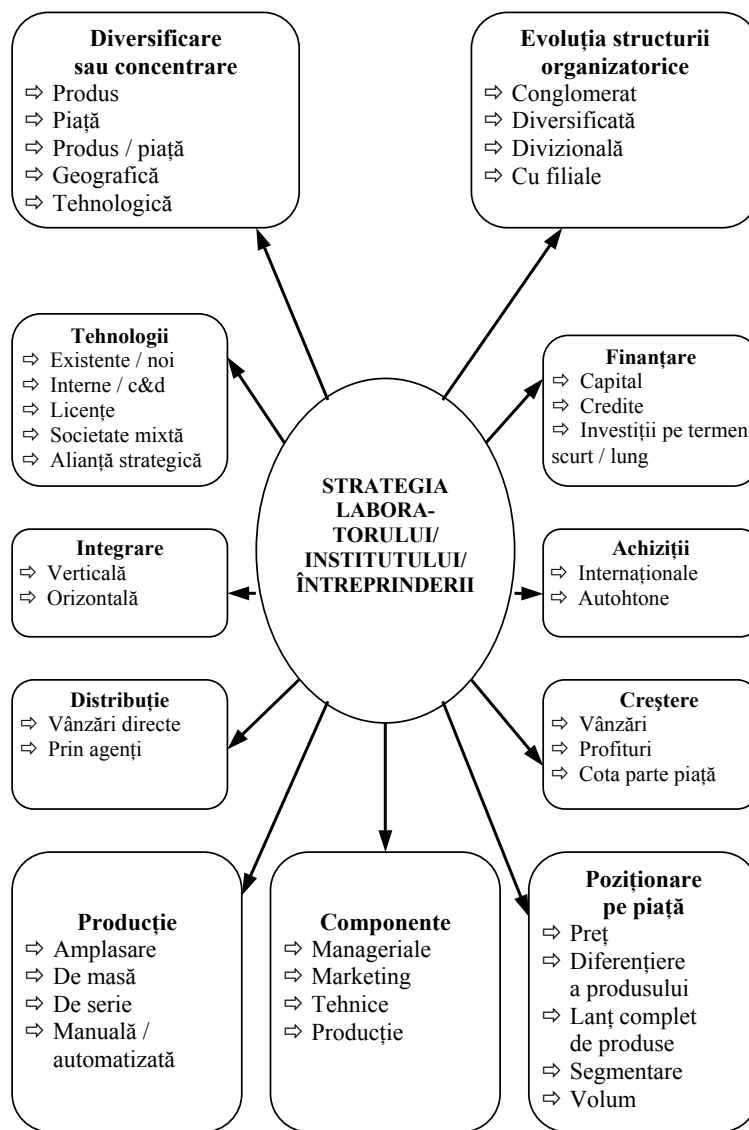 Diversificare
sau concentrare
⇨ Produs
⇨ Piață
⇨ Produs / piață
⇨ Geografică
⇨ Tehnologică
Evoluția structurii
organizatorice
⇨ Conglomerat
⇨ Diversificată
⇨ Divizională
⇨ Cu filiale
Tehnologii
⇨ Existente / noi
⇨ Interne / c&d
⇨ Licențe
⇨ Societate mixtă
⇨ Alianță strategică
Finanțare
⇨ Capital
⇨ Credite
⇨ Investiții pe termen
scurt / lung
STRATEGIA
LABORA-
TORULUI/
INSTITUTULUI/
ÎNTREPRINDERII
Integrare
⇨ Verticală
⇨ Orizontală
Achiziții
⇨ Internaționale
⇨ Autohtone
Distribuție
⇨ Vânzări directe
⇨ Prin agenți
Creştere
⇨ Vânzări
⇨ Profituri
⇨ Cota parte piață
Producție
⇨ Amplasare
⇨ De masă
⇨ De serie
⇨ Manuală /
automatizată
Componente
⇨ Manageriale
⇨ Marketing
⇨ Tehnice
⇨ Producție
Poziționare
pe piață
⇨ Preț
⇨ Diferențiere
a produsului
⇨ Lanț complet
de produse
⇨ Segmentare
⇨ Volum